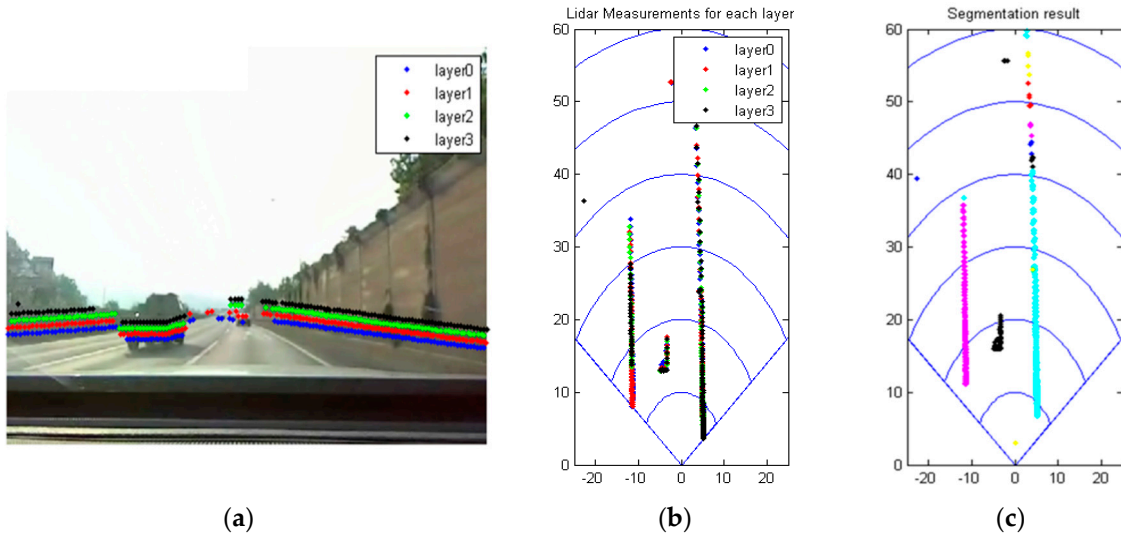 layer0
layer1
layer2
layer3
Lidar Measurements for each layer
60
50
40
30
20
10
0
-20 -10 0 10 20
layer0
layer1
layer2
layer3
Segmentation result
60
50
40
30
20
10
0
-20 -10 0 10 20
(a) (b) (c)